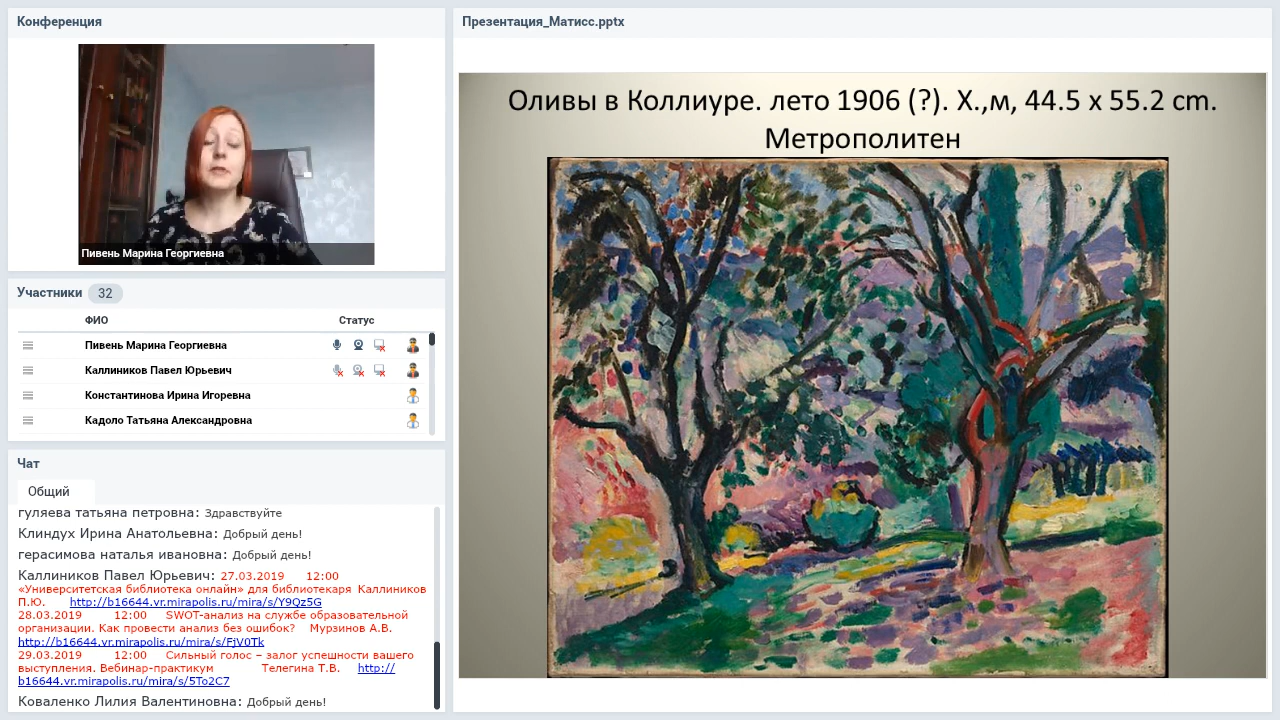 Конференция
Пивень Марина Георгиевна
Участники 32
ФИО Статус
Пивень Марина Георгиевна
Каллиников Павел Юрьевич
Константинова Ирина Игоревна
Кадоло Татьяна Александровна
Чат
Общий
гуляева татьяна петровна: Здравствуйте
Клиндух Ирина Анатольевна: Добрый день!
герасимова наталья ивановна: Добрый день!
Каллиников Павел Юрьевич: 27.03.2019 12:00
«Университетская библиотека онлайн» для библиотекаря Каллиников
П.Ю. http://b16644.vr.mirapolis.ru/mira/s/Y9Qz5G
28.03.2019 12:00 SWOT-анализ на службе образовательной
организации. Как провести анализ без ошибок? Мурзинов А.В.
http://b16644.vr.mirapolis.ru/mira/s/FjV0Tk
29.03.2019 12:00 Сильный голос – залог успешности вашего
выступления. Вебинар-практикум Телегина Т.В. http://
b16644.vr.mirapolis.ru/mira/s/5To2C7
Коваленко Лилия Валентиновна: Добрый день!
Презентация_Матисс.pptx
Оливы в Коллиуре. лето 1906 (?). Х.,м, 44.5 x 55.2 cm.
Метрополитен